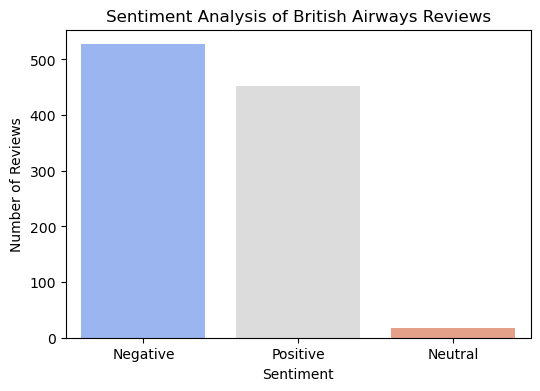 Sentiment Analysis of British Airways Reviews
Number of Reviews
500
400
300
200
100
0
Negative
Positive
Neutral
Sentiment